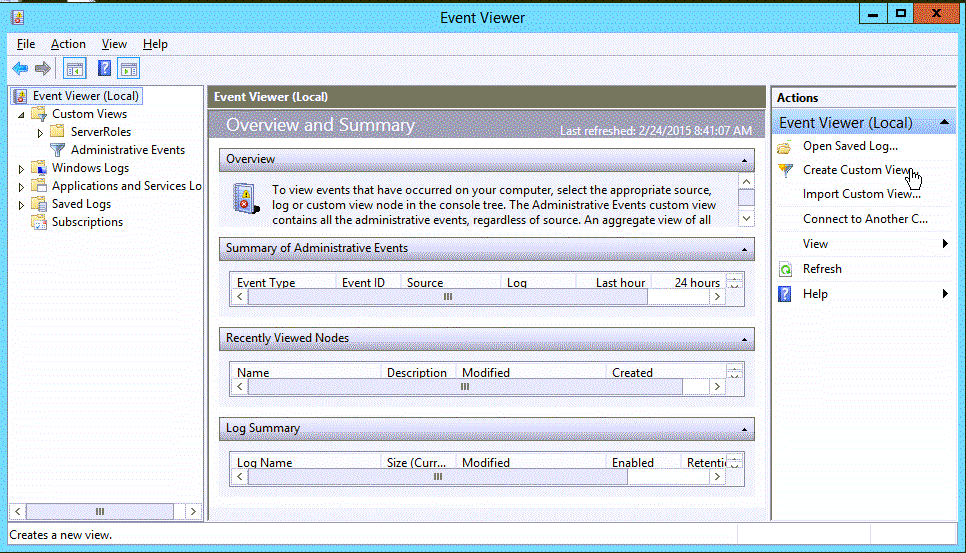 Event Viewer
File Action View Help
Event Viewer (Local)
Custom Views
ServerRoles
Administrative Events
Windows Logs
Applications and Services Lo
Saved Logs
Subscriptions
Event Viewer (Local)
Overview and Summary
Last refreshed: 2/24/2015 8:41:07 AM
Overview
To view events that have occurred on your computer, select the appropriate source,
log or custom view node in the console tree. The Administrative Events custom view
contains all the administrative events, regardless of source. An aggregate view of all
Summary of Administrative Events
Event Type Event ID Source Log Last hour 24 hours
Recently Viewed Nodes
Name Description Modified Created
Log Summary
Log Name Size (Curr... Modified Enabled Retentic
Actions
Event Viewer (Local)
Open Saved Log...
Create Custom View...
Import Custom View...
Connect to Another C...
View
Refresh
Help
Creates a new view.